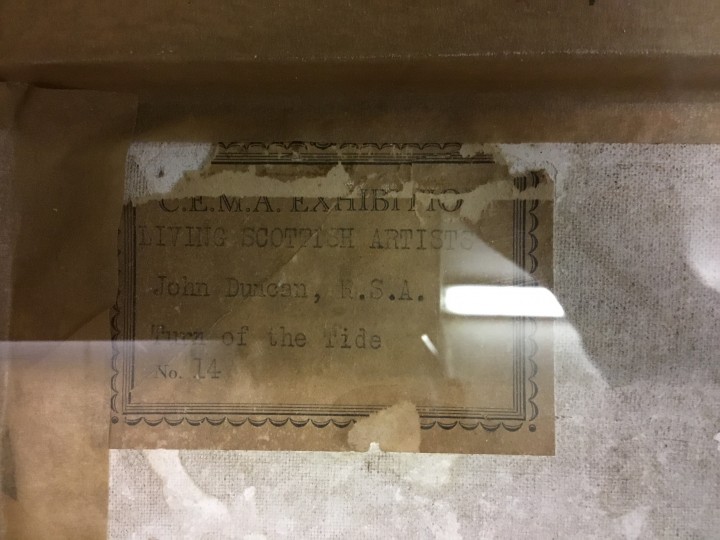 C.E.M.A. EXHIBITIO
LIVING SCOTTISH ARTISTS
John Duncan, R.S.A.
Turn of the Tide
No. 14